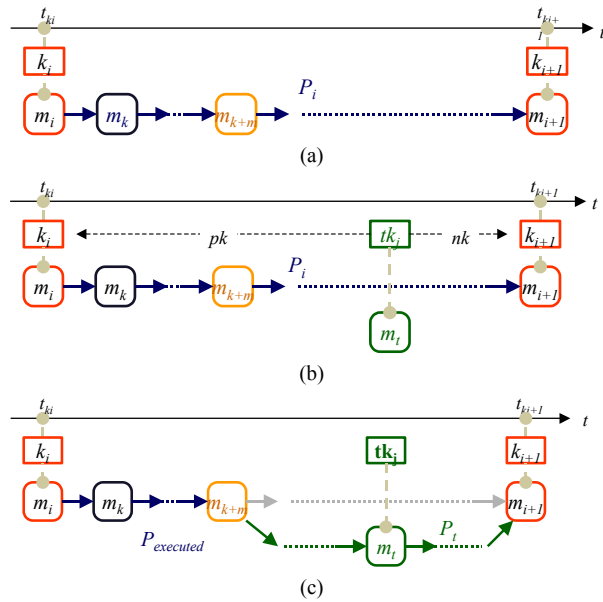 t_ki t_ki+1 t
k_i k_i+1
P_i
m_i m_k m_k+m m_i+1
(a)
t_ki t_ki+1 t
k_i pk tk_j nk k_i+1
P_i
m_i m_k m_k+m m_i+1
m_t
(b)
t_ki t_ki+1 t
k_i tk_j k_i+1
m_i m_k m_k+m m_i+1
P_executed m_t P_t
(c)